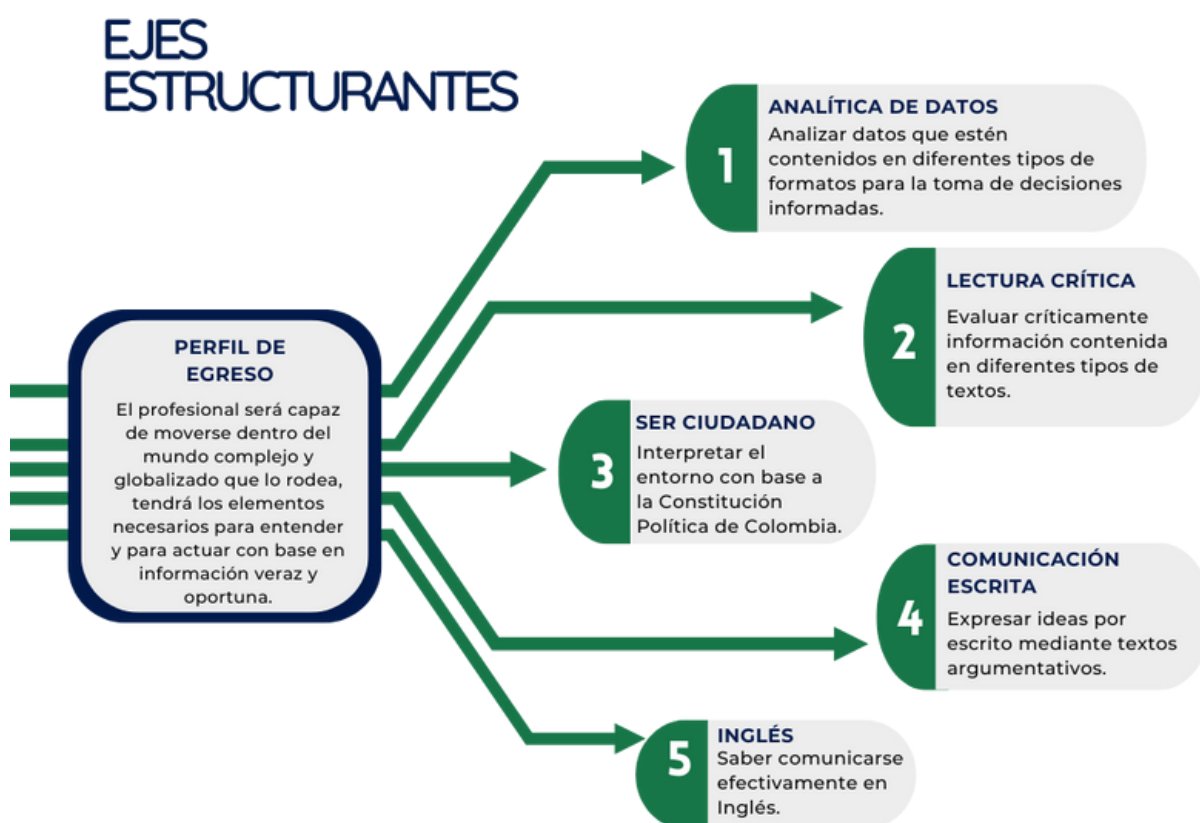 EJES
ESTRUCTURANTES
PERFIL DE
EGRESO
El profesional será capaz
de moverse dentro del
mundo complejo y
globalizado que lo rodea,
tendrá los elementos
necesarios para entender
y para actuar con base en
información veraz y
oportuna.
1
ANALÍTICA DE DATOS
Analizar datos que estén
contenidos en diferentes tipos de
formatos para la toma de decisiones
informadas.
2
LECTURA CRÍTICA
Evaluar críticamente
información contenida
en diferentes tipos de
textos.
3
SER CIUDADANO
Interpretar el
entorno con base a
la Constitución
Política de Colombia.
4
COMUNICACIÓN
ESCRITA
Expresar ideas por
escrito mediante textos
argumentativos.
5
INGLÉS
Saber comunicarse
efectivamente en
Inglés.